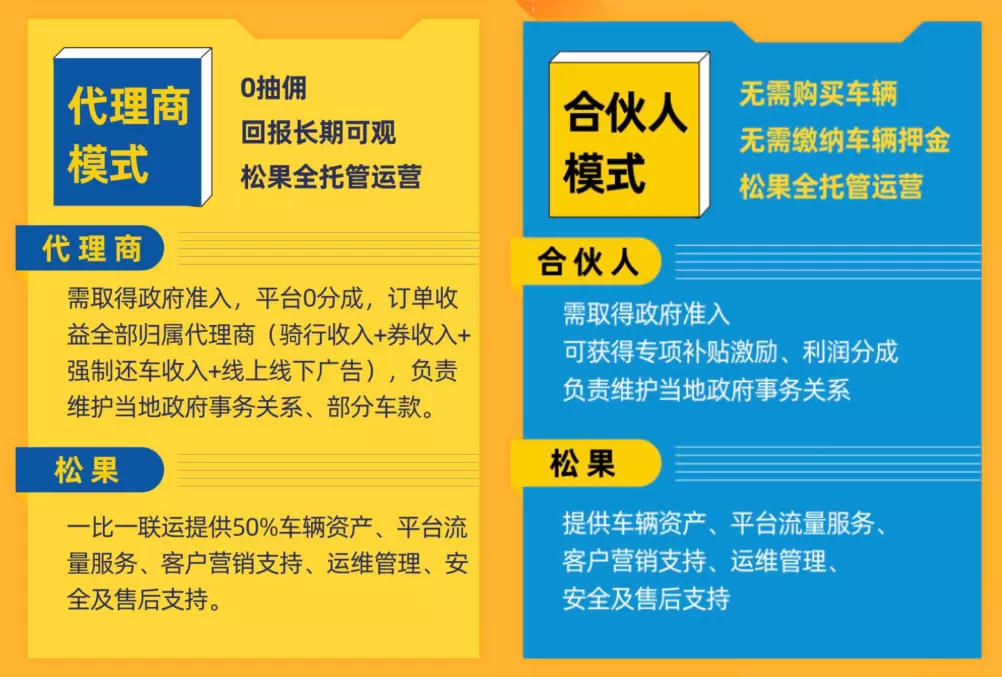 代理商
模式
0抽佣
回报长期可观
松果全托管运营
代理商
需取得政府准入，平台0分成，订单收
益全部归属代理商（骑行收入+券收入+
强制还车收入+线上线下广告），负责
维护当地政府事务关系、部分车款。
松果
一比一联运提供50%车辆资产、平台流
量服务、客户营销支持、运维管理、安
全及售后支持。
合伙人
模式
无需购买车辆
无需缴纳车辆押金
松果全托管运营
合伙人
需取得政府准入
可获得专项补贴激励、利润分成
负责维护当地政府事务关系
松果
提供车辆资产、平台流量服务、
客户营销支持、运维管理、
安全及售后支持